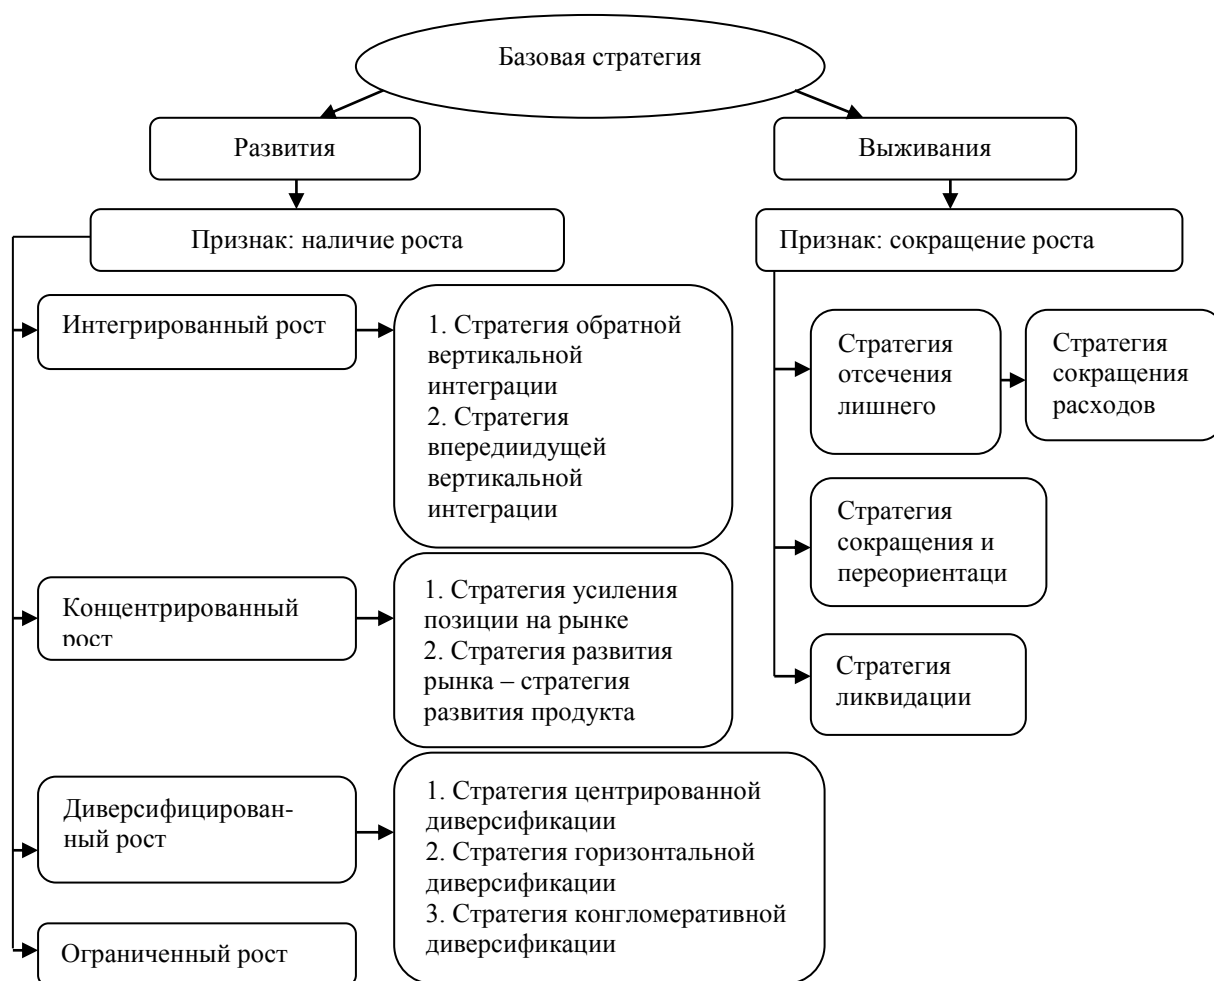 Базовая стратегия
Развития
Выживания
Признак: наличие роста
Признак: сокращение роста
Интегрированный рост
1. Стратегия обратной
вертикальной
интеграции
2. Стратегия
впередиидущей
вертикальной
интеграции
Стратегия
отсечения
лишнего
Стратегия
сокращения
расходов
Стратегия
сокращения и
переориентаци
Концентрированный
рост
1. Стратегия усиления
позиции на рынке
2. Стратегия развития
рынка – стратегия
развития продукта
Стратегия
ликвидации
Диверсифицирован-
ный рост
1. Стратегия центрированной
диверсификации
2. Стратегия горизонтальной
диверсификации
3. Стратегия конгломеративной
диверсификации
Ограниченный рост